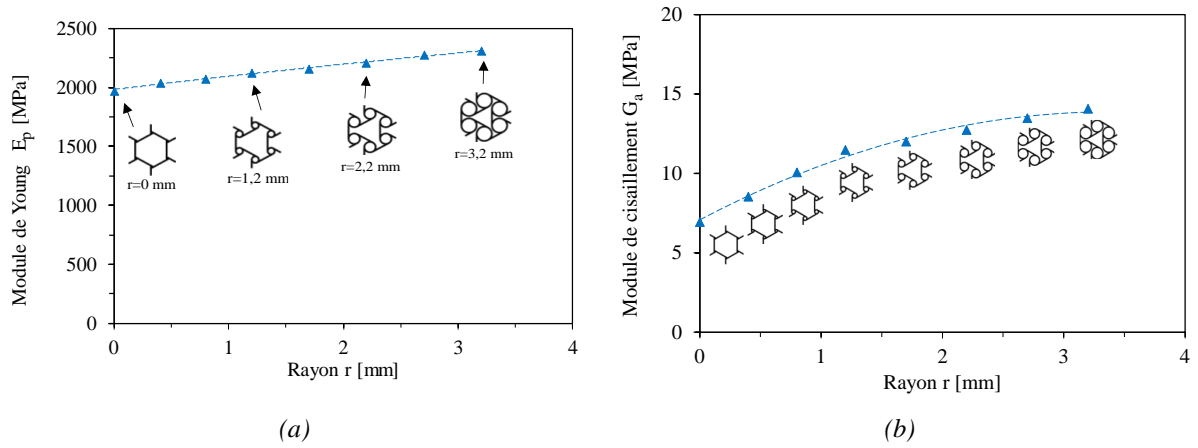 2500
2000
1500
1000
500
0
0
1
2
3
4
Module de Young E_p [MPa]
Rayon r [mm]
r=0 mm
r=1,2 mm
r=2,2 mm
r=3,2 mm
(a)
20
15
10
5
0
0
1
2
3
4
Module de cisaillement G_a [MPa]
Rayon r [mm]
(b)